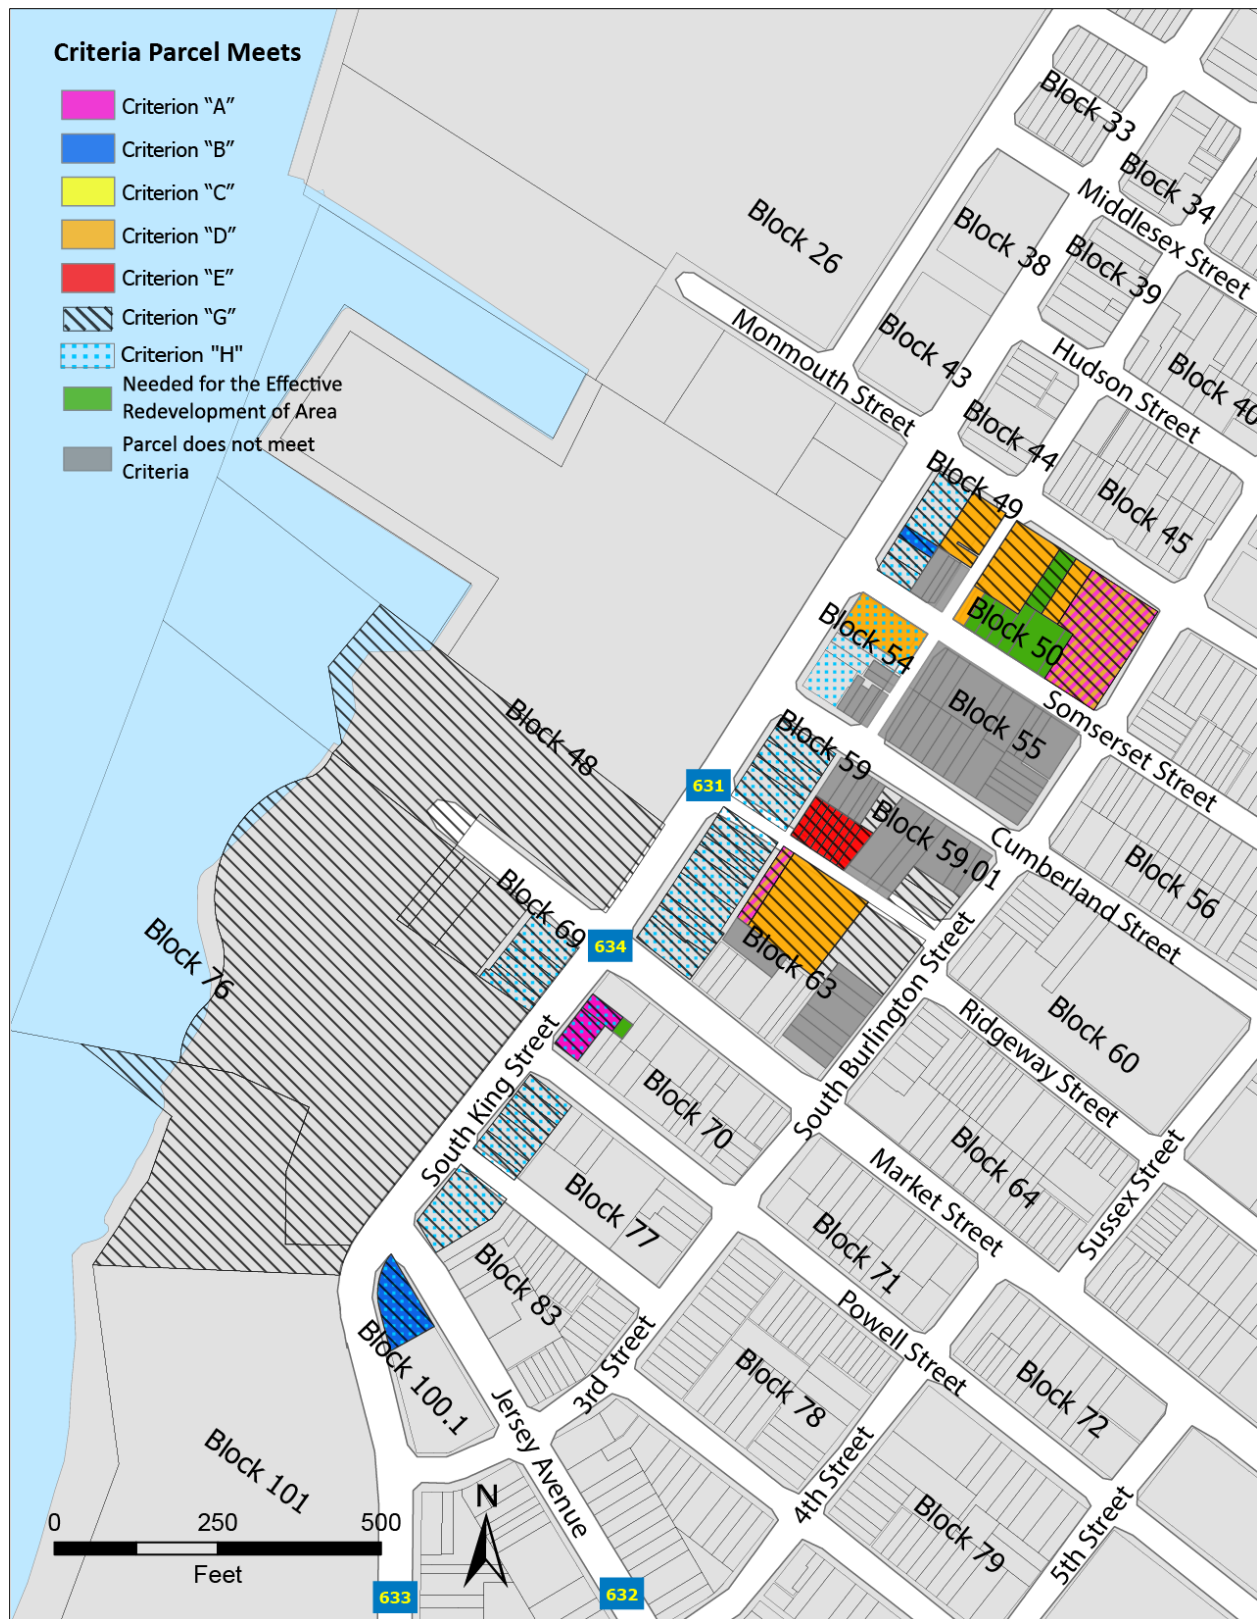 Criteria Parcel Meets
Criterion “A”
Criterion “B”
Criterion “C”
Criterion “D”
Criterion “E”
Criterion “G”
Criterion "H"
Needed for the Effective
Redevelopment of Area
Parcel does not meet
Criteria
Block 33
Block 34
Middlesex Street
Block 26
Block 38
Block 39
Block 40
Block 43
Monmouth Street
Hudson Street
Block 44
Block 45
Block 49
Block 50
Block 54
Block 55
Somserset Street
Block 48
Block 59
631
Block 59.01
Cumberland Street
Block 56
Block 69
634
Block 63
Block 76
South Burlington Street
Ridgeway Street
Block 60
South King Street
Block 70
Block 64
Market Street
Sussex Street
Block 77
Block 71
Block 83
Powell Street
3rd Street
Block 100.1
Block 78
Block 72
Jersey Avenue
4th Street
Block 101
Block 79
5th Street
N
0 250 500
Feet
633
632